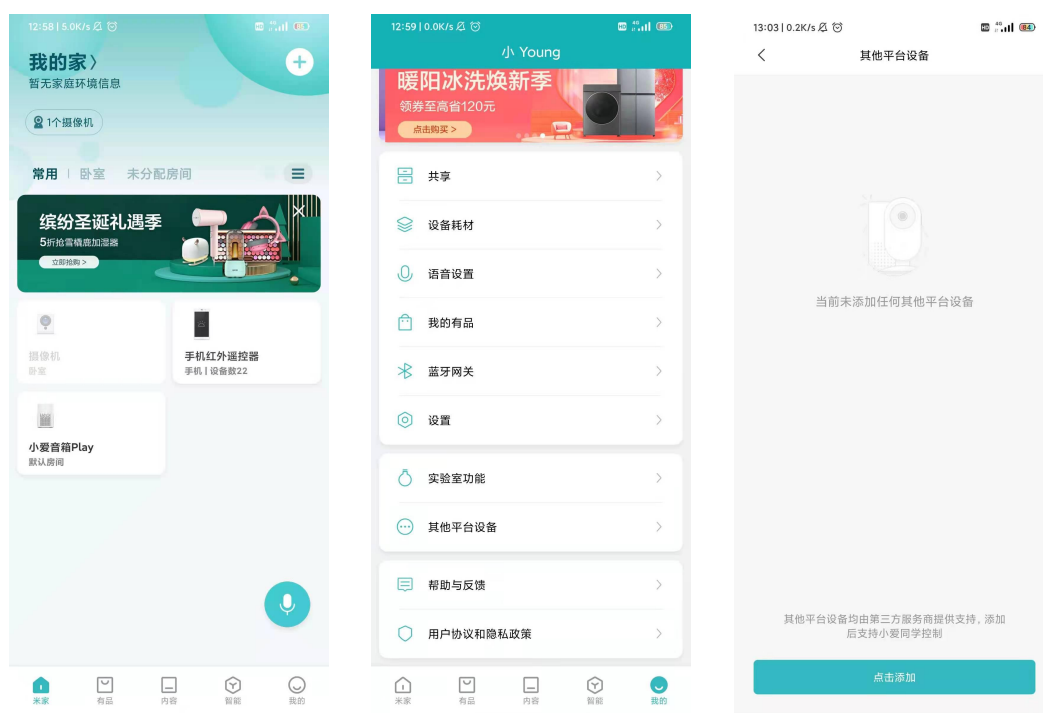 12:58 | 5.0K/s
HD 4G 85
我的家〉
暂无家庭环境信息
1个摄像机
常用 | 卧室 未分配房间
缤纷圣诞礼遇季
5折抢雪橇鹿加湿器
立即抢购 >
摄像机
卧室
手机红外遥控器
手机 | 设备数22
小爱音箱Play
默认房间
米家 有品 内容 智能 我的
12:59 | 0.0K/s
HD 4G 85
小 Young
暖阳冰洗焕新季
领券至高省120元
点击购买 >
共享
设备耗材
语音设置
我的有品
蓝牙网关
设置
实验室功能
其他平台设备
帮助与反馈
用户协议和隐私政策
米家 有品 内容 智能 我的
13:03 | 0.2K/s
HD 4G 84
其他平台设备
当前未添加任何其他平台设备
其他平台设备均由第三方服务商提供支持, 添加
后支持小爱同学控制
点击添加